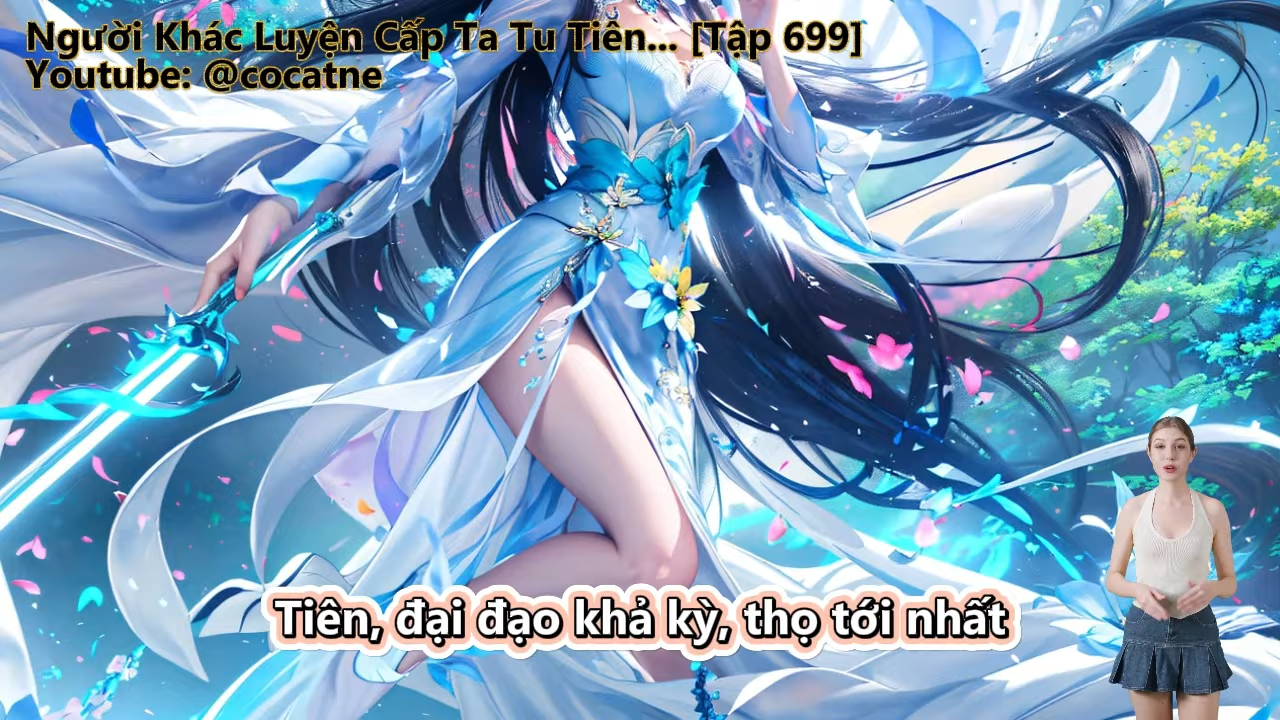 Người Khác Luyện Cấp Ta Tu Tiên... [Tập 699]
Youtube: @cocatne
Tiên, đại đạo khả kỳ, thọ tới nhất